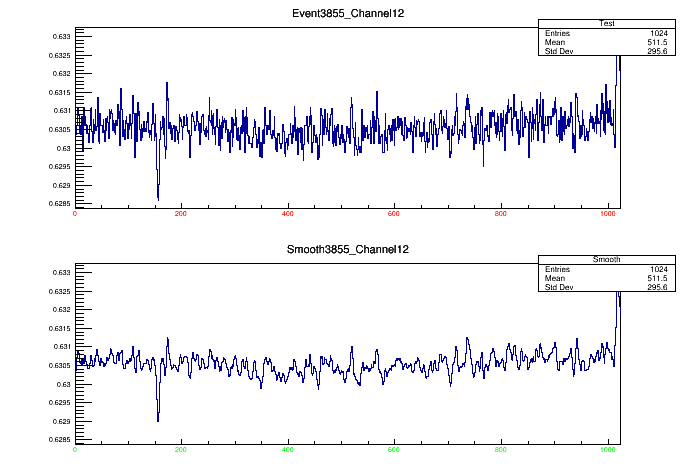 Event3855_Channel12
Test
Entries 1024
Mean 511.5
Std Dev 295.6
0.633
0.6325
0.632
0.6315
0.631
0.6305
0.63
0.6295
0.629
0.6285
0 200 400 600 800 1000
Smooth3855_Channel12
Smooth
Entries 1024
Mean 511.5
Std Dev 295.6
0.633
0.6325
0.632
0.6315
0.631
0.6305
0.63
0.6295
0.629
0.6285
0 200 400 600 800 1000